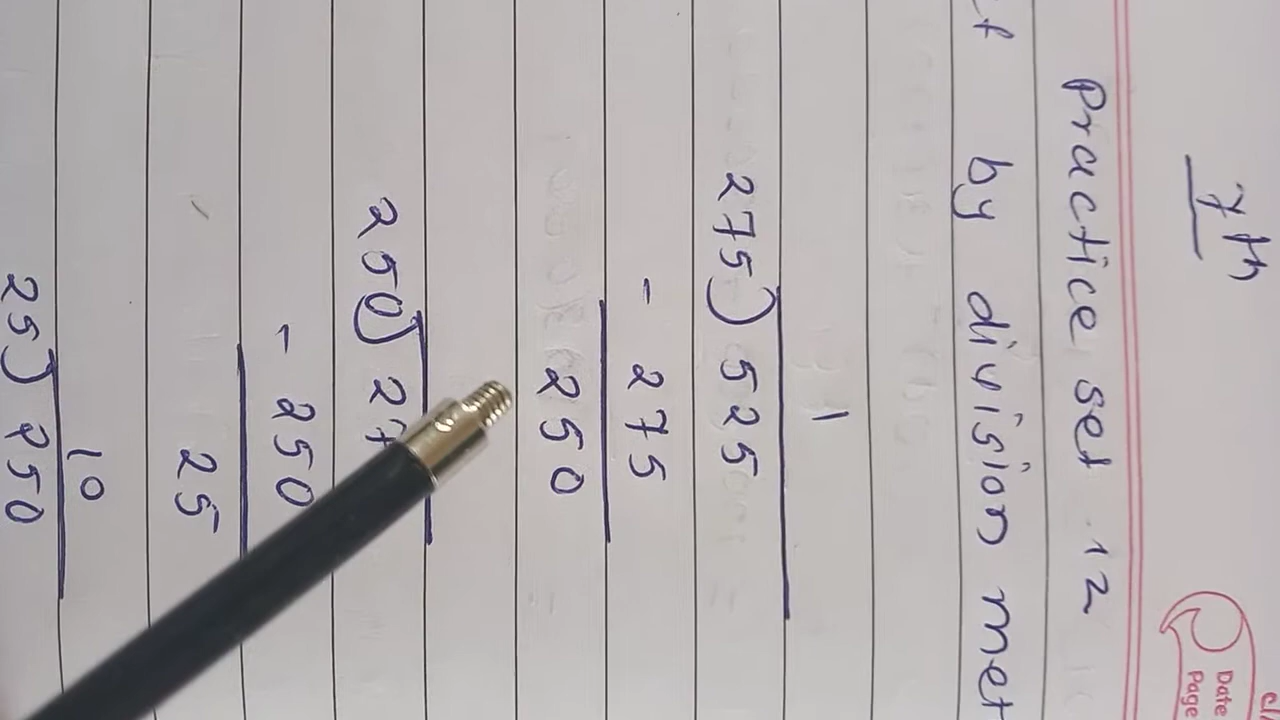 7th
Date
Page
Practice set 12
by division met
1
275) 525
- 275
250
250) 27
- 250
25
10
25) 250